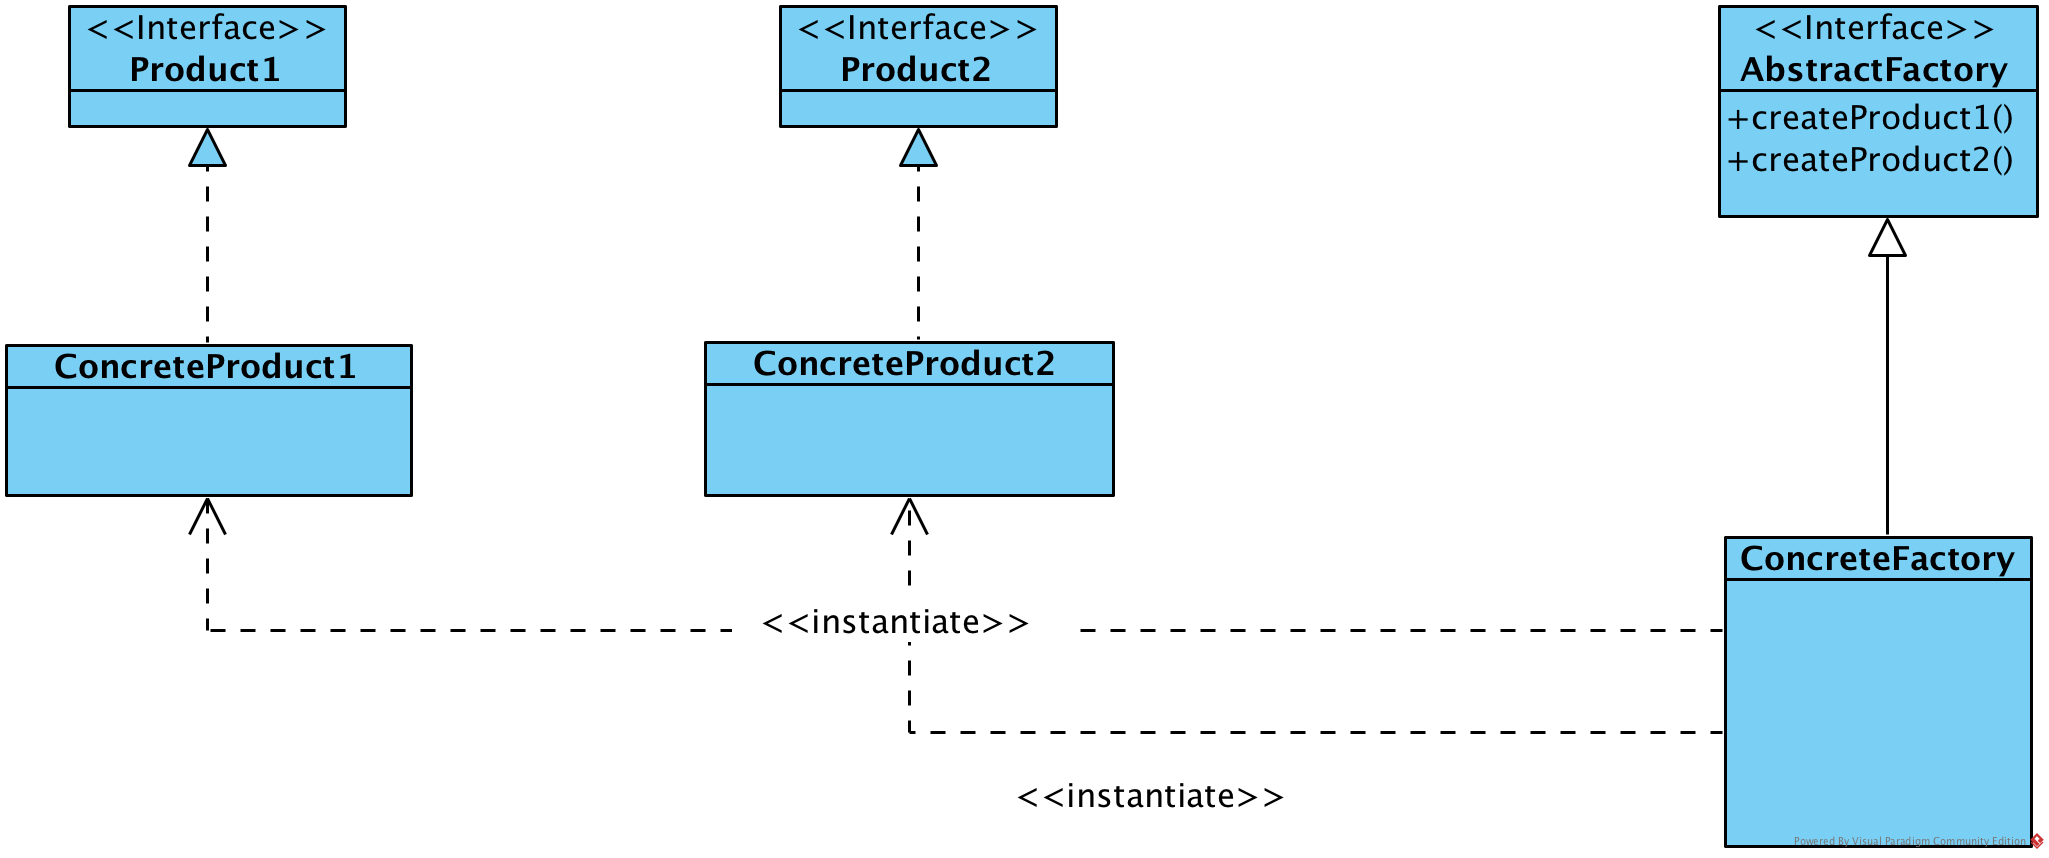 <<Interface>>
Product1
<<Interface>>
Product2
<<Interface>>
AbstractFactory
+createProduct1()
+createProduct2()
ConcreteProduct1
ConcreteProduct2
ConcreteFactory
<<instantiate>>
<<instantiate>>
Powered By Visual Paradigm Community Edition